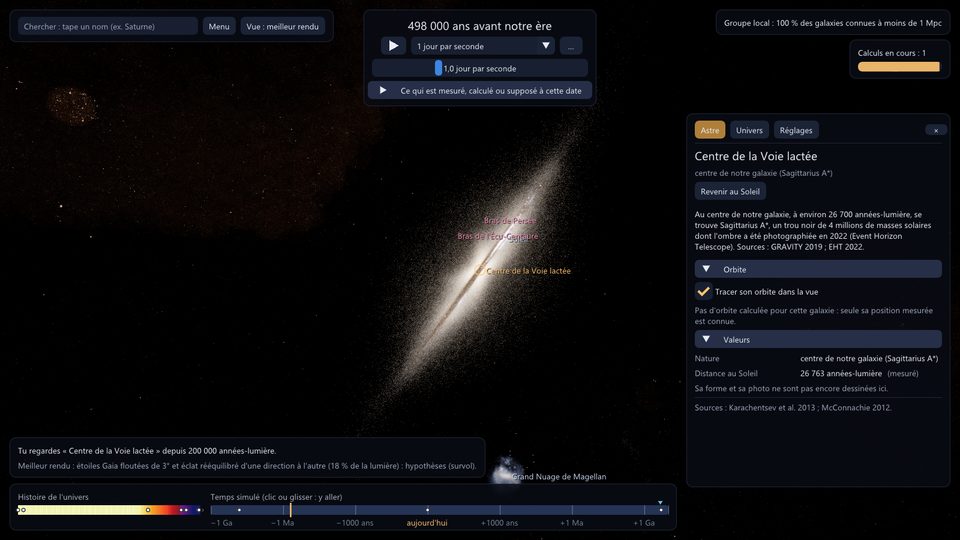 Chercher : tape un nom (ex. Saturne)
Menu
Vue : meilleur rendu
498 000 ans avant notre ère
1 jour par seconde
...
1,0 jour par seconde
Ce qui est mesuré, calculé ou supposé à cette date
Groupe local : 100 % des galaxies connues à moins de 1 Mpc
Calculs en cours : 1
Astre
Univers
Réglages
×
Centre de la Voie lactée
centre de notre galaxie (Sagittarius A*)
Revenir au Soleil
Au centre de notre galaxie, à environ 26 700 années-lumière, se
trouve Sagittarius A*, un trou noir de 4 millions de masses solaires
dont l'ombre a été photographiée en 2022 (Event Horizon
Telescope). Sources : GRAVITY 2019 ; EHT 2022.
Orbite
Tracer son orbite dans la vue
Pas d'orbite calculée pour cette galaxie : seule sa position mesurée
est connue.
Valeurs
Nature centre de notre galaxie (Sagittarius A*)
Distance au Soleil 26 763 années-lumière (mesuré)
Sa forme et sa photo ne sont pas encore dessinées ici.
Sources : Karachentsev et al. 2013 ; McConnachie 2012.
Bras de Persée
Bras de l'Écu-Centaure
Centre de la Voie lactée
Grand Nuage de Magellan
Tu regardes « Centre de la Voie lactée » depuis 200 000 années-lumière.
Meilleur rendu : étoiles Gaia floutées de 3° et éclat rééquilibré d'une direction à l'autre (18 % de la lumière) : hypothèses (survol).
Histoire de l'univers
Temps simulé (clic ou glisser : y aller)
−1 Ga
−1 Ma
−1000 ans
aujourd'hui
+1000 ans
+1 Ma
+1 Ga